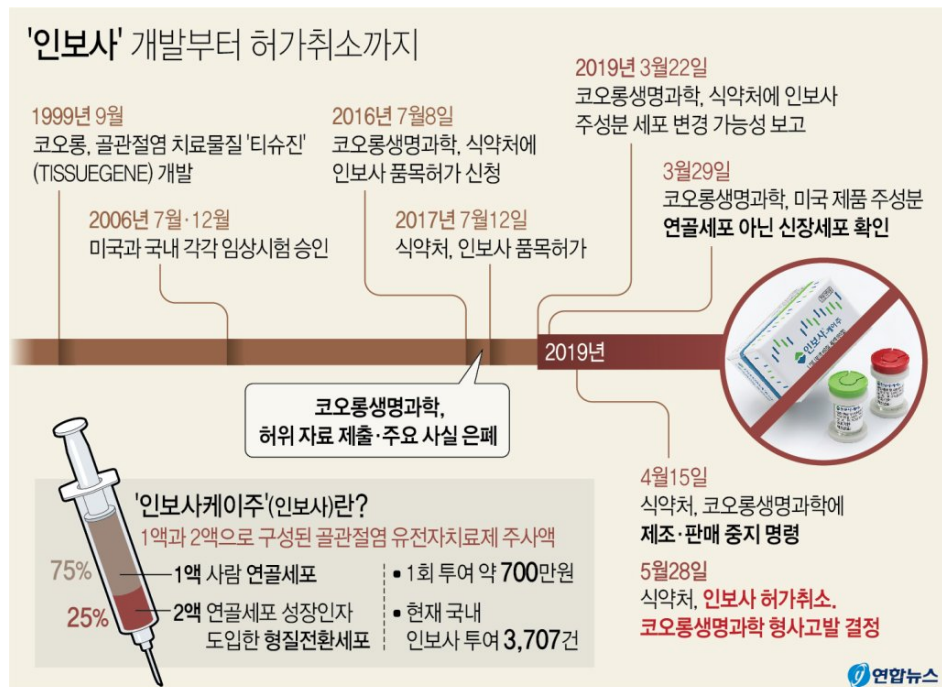 '인보사' 개발부터 허가취소까지
1999년 9월
코오롱, 골관절염 치료물질 '티슈진'
(TISSUEGENE) 개발
2006년 7월·12월
미국과 국내 각각 임상시험 승인
2016년 7월8일
코오롱생명과학, 식약처에
인보사 품목허가 신청
2017년 7월12일
식약처, 인보사 품목허가
2019년 3월22일
코오롱생명과학, 식약처에 인보사
주성분 세포 변경 가능성 보고
3월29일
코오롱생명과학, 미국 제품 주성분
연골세포 아닌 신장세포 확인
2019년
인보사케이주
코오롱생명과학,
허위 자료 제출·주요 사실 은폐
4월15일
식약처, 코오롱생명과학에
제조·판매 중지 명령
5월28일
식약처, 인보사 허가취소.
코오롱생명과학 형사고발 결정
'인보사케이주'(인보사)란?
1액과 2액으로 구성된 골관절염 유전자치료제 주사액
75%
1액 사람 연골세포
25%
2액 연골세포 성장인자
도입한 형질전환세포
▪ 1회 투여 약 700만원
▪ 현재 국내
인보사 투여 3,707건
연합뉴스